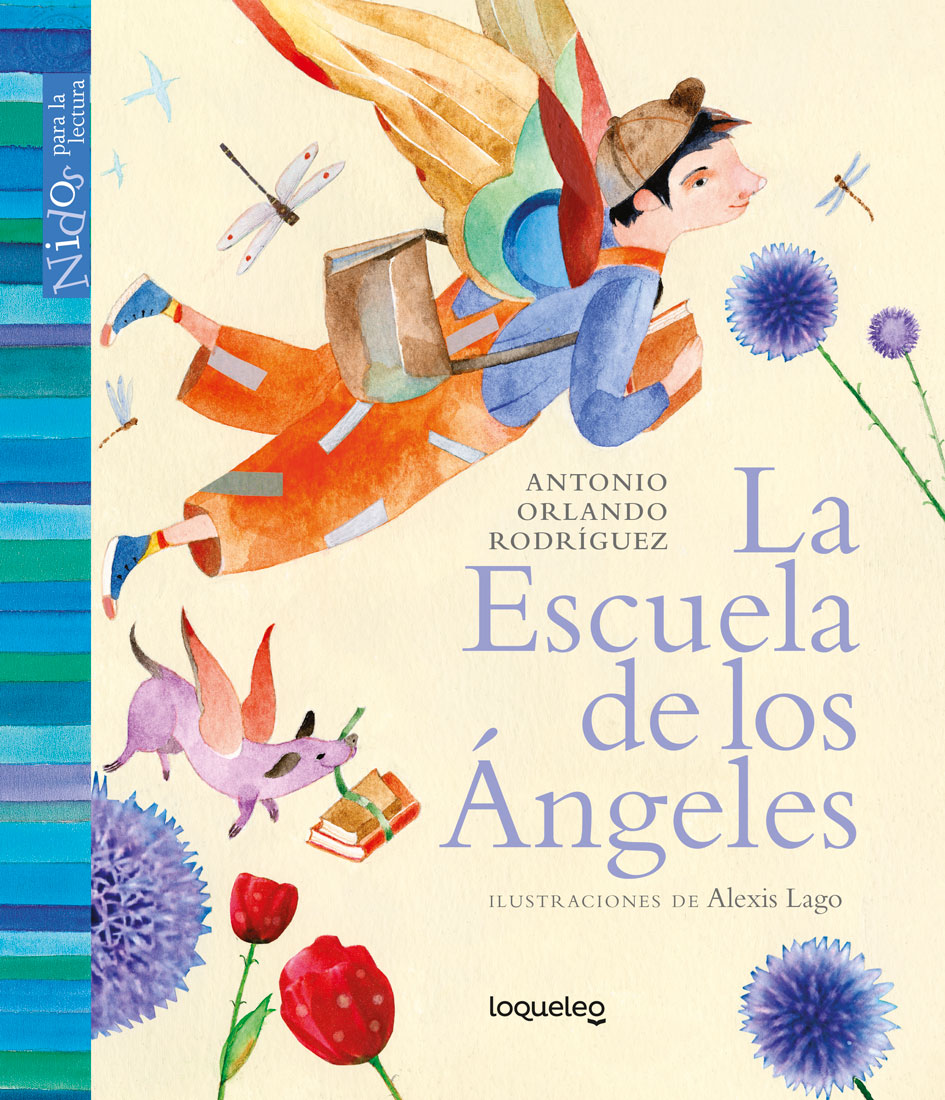 Nidos para la
lectura
ANTONIO
ORLANDO
RODRÍGUEZ
La
Escuela
de los
Ángeles
ILUSTRACIONES DE Alexis Lago
loqueleo